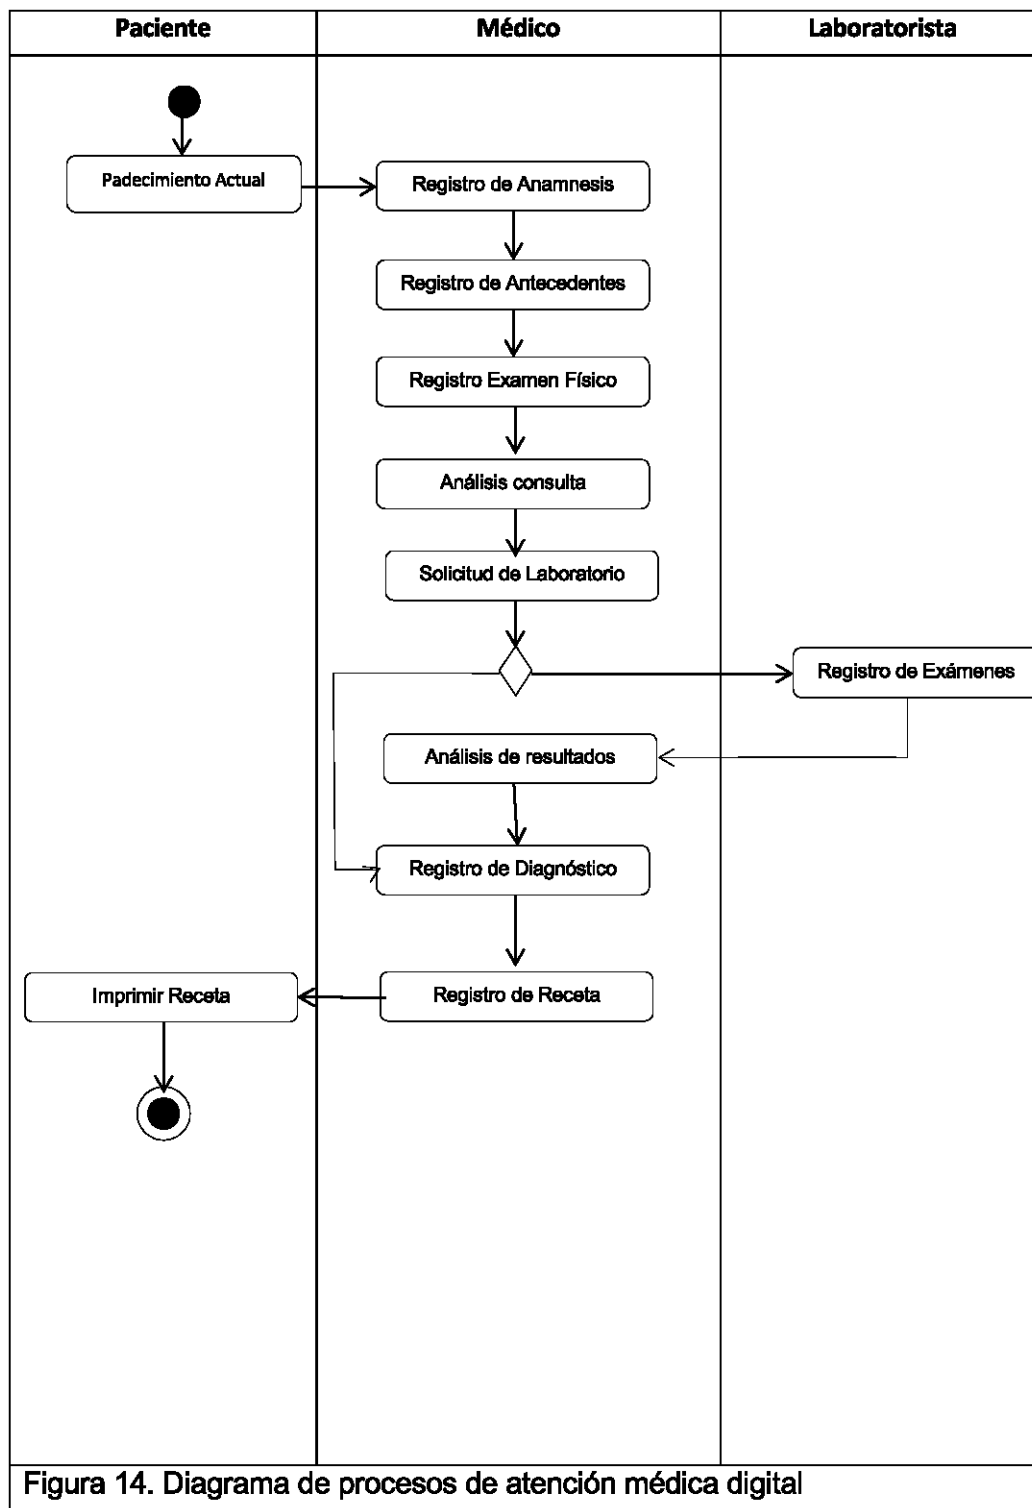 Paciente
Médico
Laboratorista
Padecimiento Actual
Registro de Anamnesis
Registro de Antecedentes
Registro Examen Físico
Análisis consulta
Solicitud de Laboratorio
Registro de Exámenes
Análisis de resultados
Registro de Diagnóstico
Imprimir Receta
Registro de Receta
Figura 14. Diagrama de procesos de atención médica digital